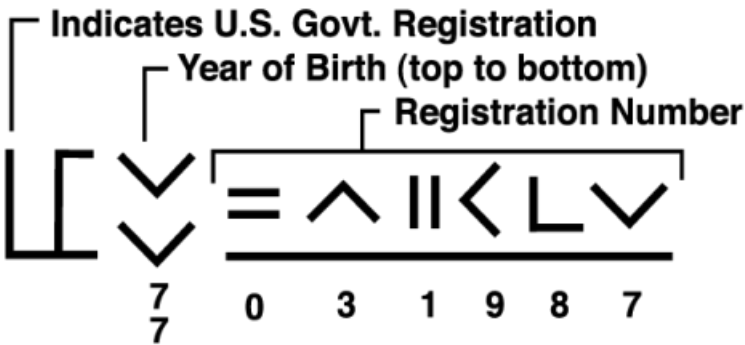 Indicates U.S. Govt. Registration
Year of Birth (top to bottom)
Registration Number
7
7
0 3 1 9 8 7